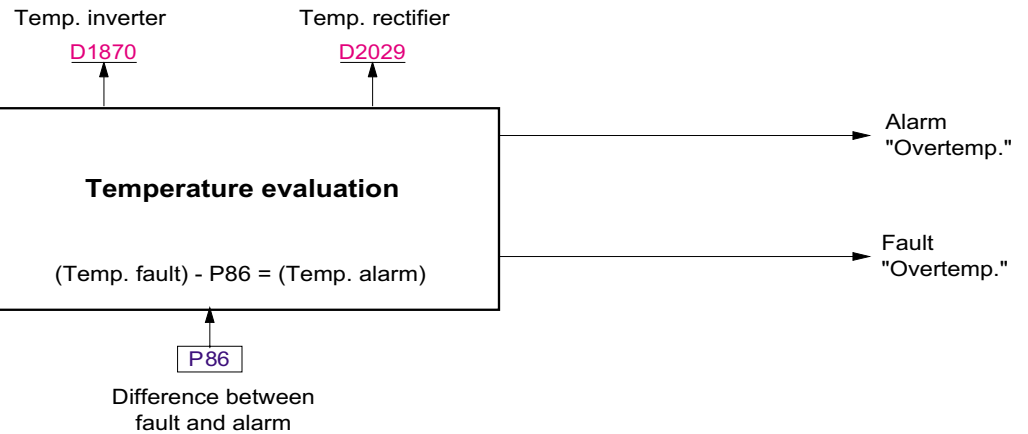 Temp. inverter
Temp. rectifier
D1870
D2029
Alarm
"Overtemp."
Temperature evaluation
Fault
"Overtemp."
(Temp. fault) - P86 = (Temp. alarm)
P86
Difference between
fault and alarm